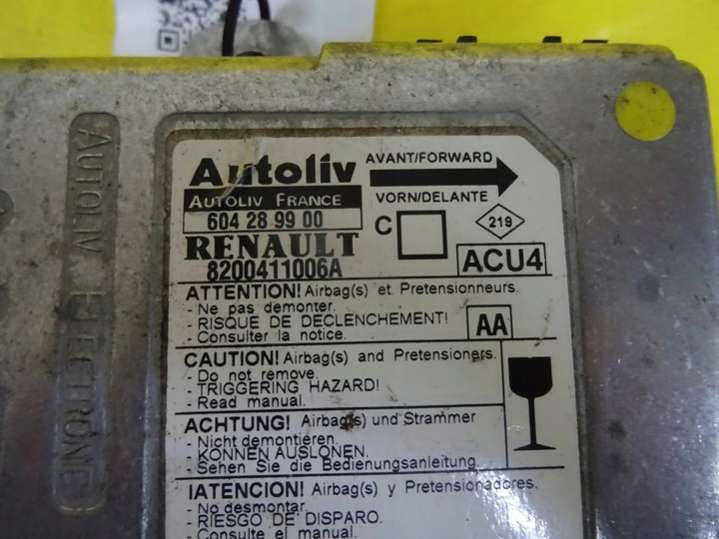 AUTOLIV ELECTRONIC
Autoliv
AVANT/FORWARD
AUTOLIV FRANCE
VORN/DELANTE
604 28 99 00
C
219
RENAULT
8200411006A
ACU4
ATTENTION! Airbag(s) et Pretensionneurs.
- Ne pas demonter.
- RISQUE DE DECLENCHEMENT!
- Consulter la notice.
AA
CAUTION! Airbag(s) and Pretensioners.
- Do not remove.
- TRIGGERING HAZARD!
- Read manual.
ACHTUNG! Airbag(s) und Strammer
- Nicht demontieren.
- KONNEN AUSLONEN.
- Sehen Sie die Bedienungsanleitung.
!ATENCION! Airbag(s) y Pretensionadores.
- No desmontar.
- RIESGO DE DISPARO.
- Consulte el manual.